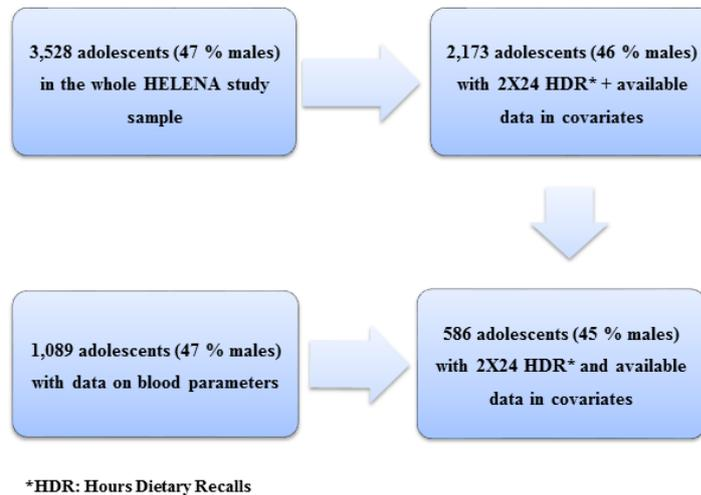 3,528 adolescents (47 % males)
in the whole HELENA study
sample
2,173 adolescents (46 % males)
with 2X24 HDR* + available
data in covariates
1,089 adolescents (47 % males)
with data on blood parameters
586 adolescents (45 % males)
with 2X24 HDR* and available
data in covariates
*HDR: Hours Dietary Recalls